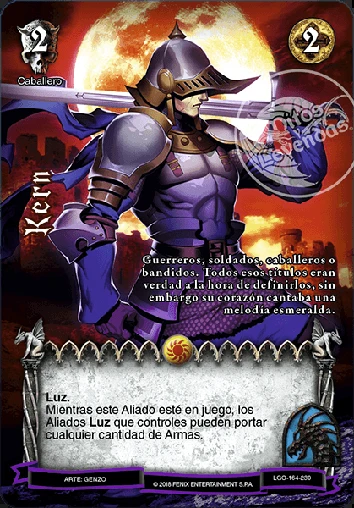 2
2
Caballero
Mitos
Leyendas
Kern
Guerreros, soldados, caballeros o
bandidos. Todos esos títulos eran
verdad a la hora de definirlos, sin
embargo su corazón cantaba una
melodía esmeralda.
Luz.
Mientras este Aliado esté en juego, los
Aliados Luz que controles pueden portar
cualquier cantidad de Armas.
ARTE: GENZO
© 2018 FENIX ENTERTAINMENT S.P.A